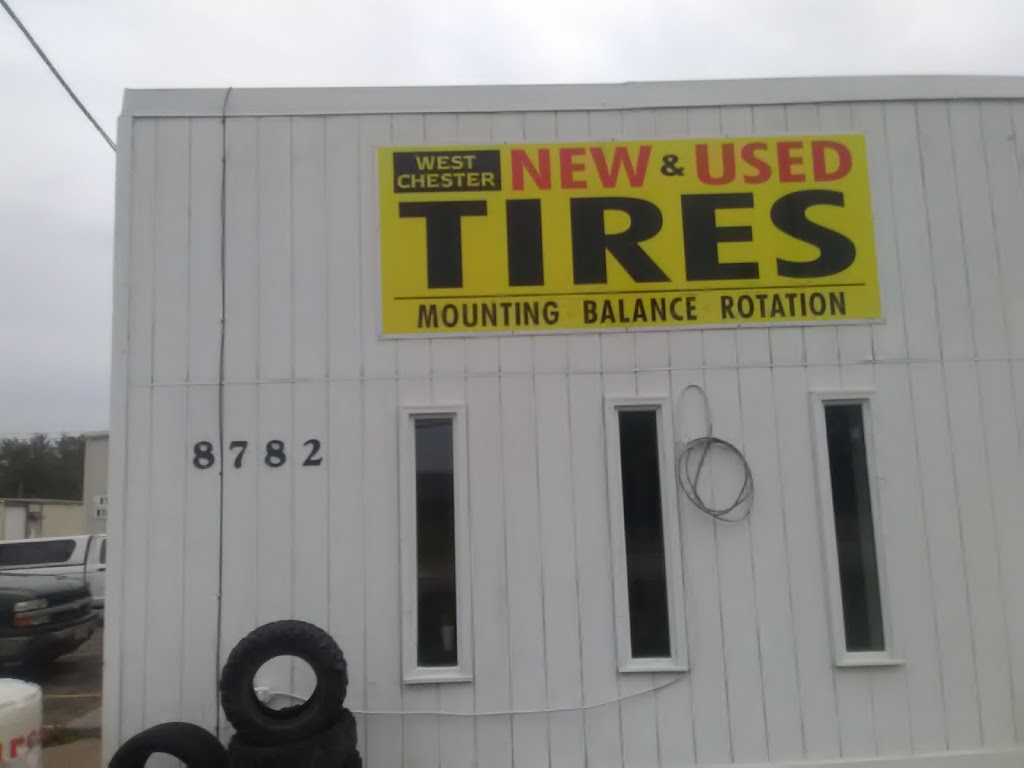 WEST
CHESTER
NEW & USED
TIRES
MOUNTING BALANCE ROTATION
8782